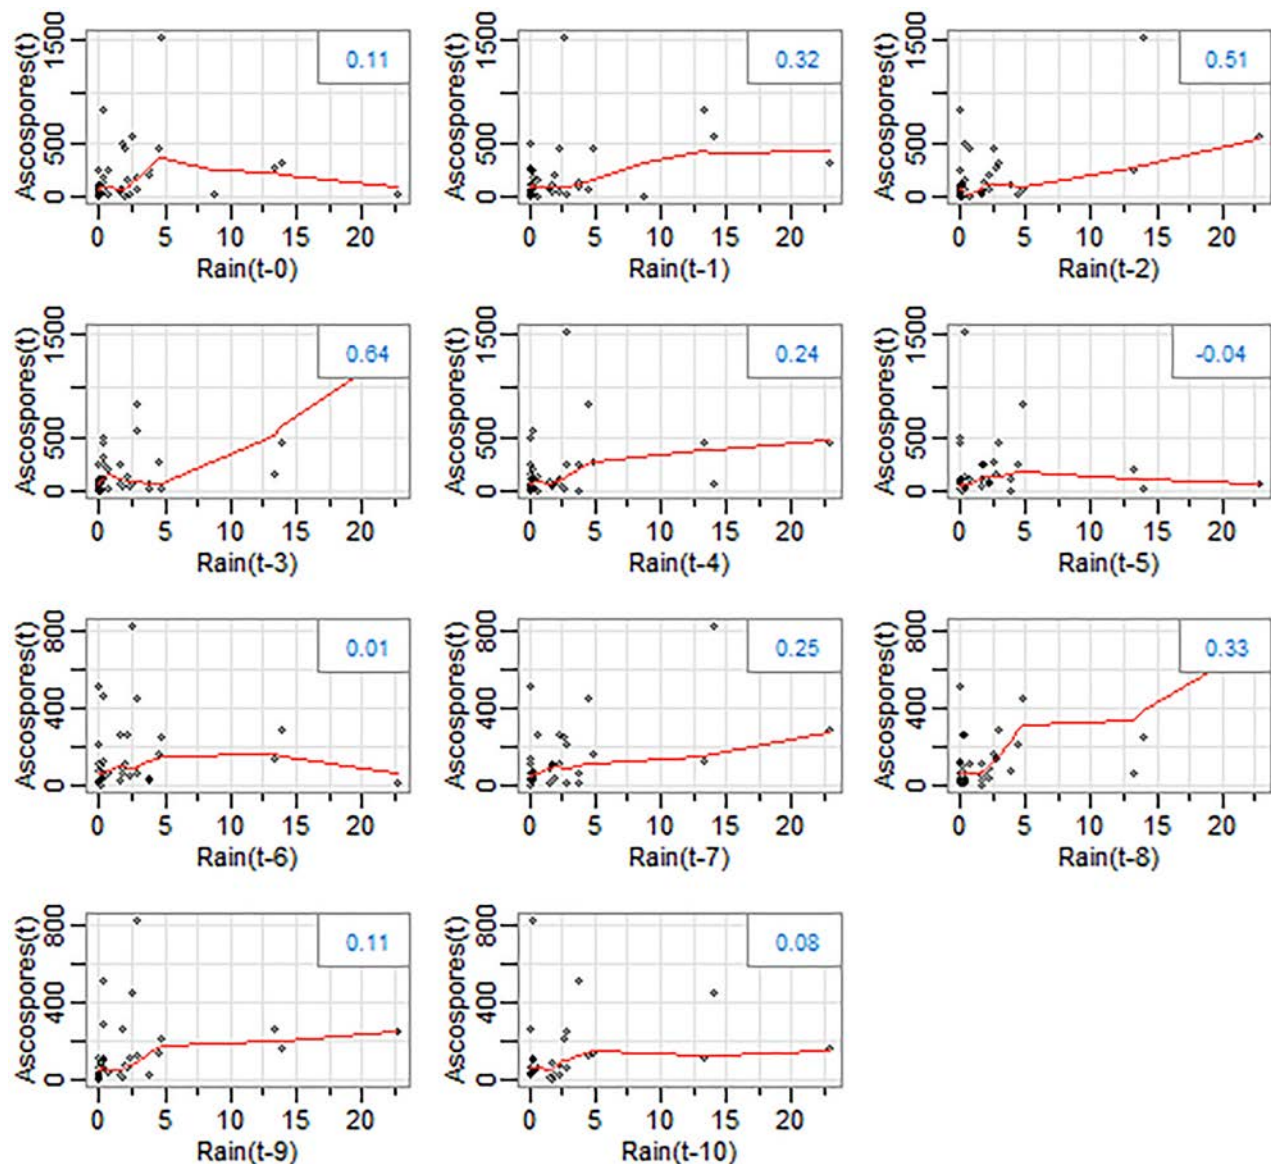 0.11
0.32
0.51
Ascospores(t)
Ascospores(t)
Ascospores(t)
0 500 1500
0 500 1500
0 500 1500
0 5 10 15 20
0 5 10 15 20
0 5 10 15 20
Rain(t-0)
Rain(t-1)
Rain(t-2)
0.64
0.24
-0.04
Ascospores(t)
Ascospores(t)
Ascospores(t)
0 500 1500
0 500 1500
0 500 1500
0 5 10 15 20
0 5 10 15 20
0 5 10 15 20
Rain(t-3)
Rain(t-4)
Rain(t-5)
0.01
0.25
0.33
Ascospores(t)
Ascospores(t)
Ascospores(t)
0 400 800
0 400 800
0 400 800
0 5 10 15 20
0 5 10 15 20
0 5 10 15 20
Rain(t-6)
Rain(t-7)
Rain(t-8)
0.11
0.08
Ascospores(t)
Ascospores(t)
0 400 800
0 400 800
0 5 10 15 20
0 5 10 15 20
Rain(t-9)
Rain(t-10)